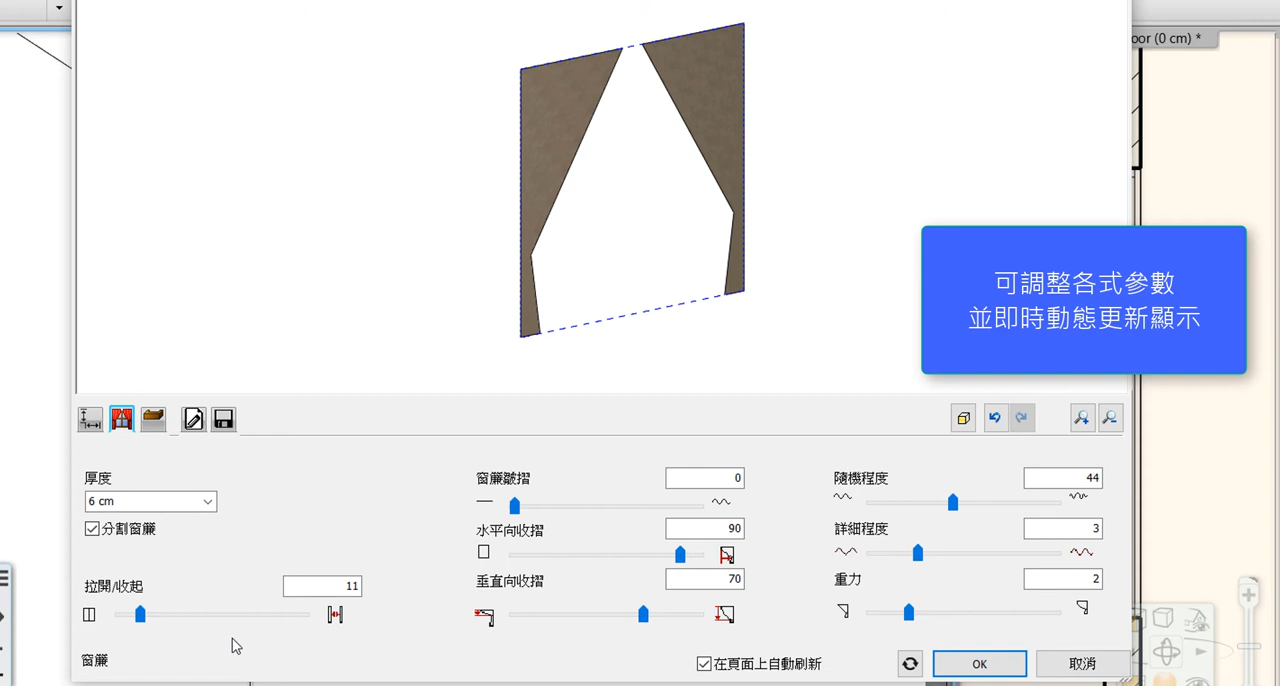 oor (0 cm) *
可調整各式參數
並即時動態更新顯示
厚度
6 cm
分割窗簾
拉開/收起 11
窗簾
窗簾皺摺 0
水平向收摺 90
垂直向收摺 70
隨機程度 44
詳細程度 3
重力 2
在頁面上自動刷新
OK
取消